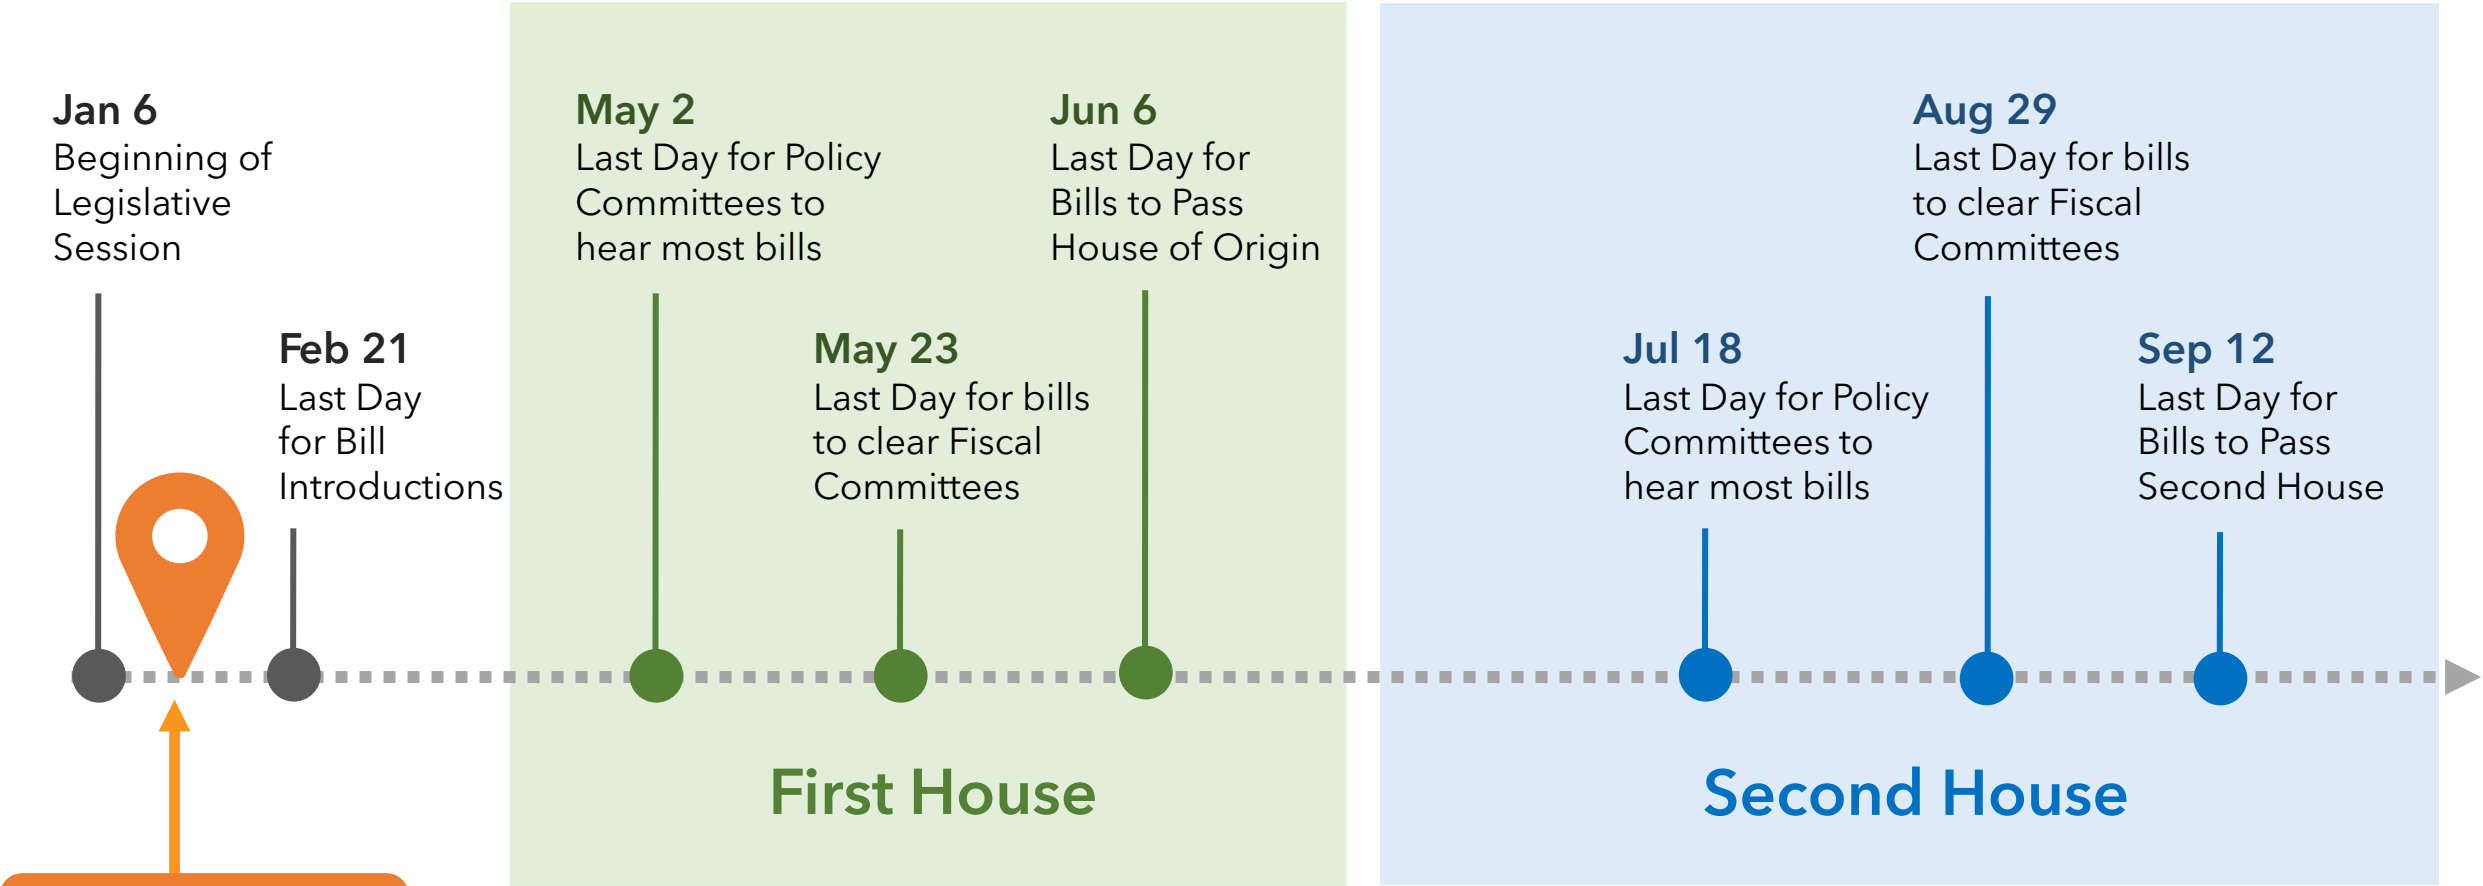 Jan 6
Beginning of
Legislative
Session
Feb 21
Last Day
for Bill
Introductions
May 2
Last Day for Policy
Committees to
hear most bills
May 23
Last Day for bills
to clear Fiscal
Committees
Jun 6
Last Day for
Bills to Pass
House of Origin
First House
Jul 18
Last Day for Policy
Committees to
hear most bills
Aug 29
Last Day for bills
to clear Fiscal
Committees
Sep 12
Last Day for
Bills to Pass
Second House
Second House